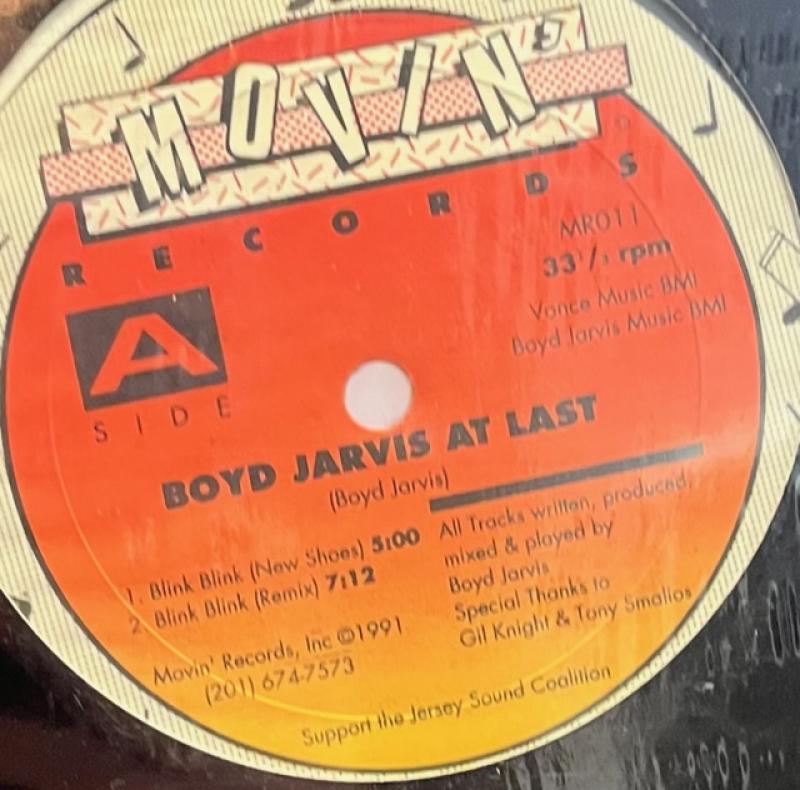 MOVIN'
RECORDS
MR011
33 1/3 rpm
Vonce Music BMI
Boyd Jarvis Music BMI
A
SIDE
BOYD JARVIS AT LAST
(Boyd Jarvis)
1. Blink Blink (New Shoes) 5:00
2. Blink Blink (Remix) 7:12
All Tracks written, produced,
mixed & played by
Boyd Jarvis
Special Thanks to
Gil Knight & Tony Smalios
Movin' Records, Inc ©1991
(201) 674-7573
Support the Jersey Sound Coalition